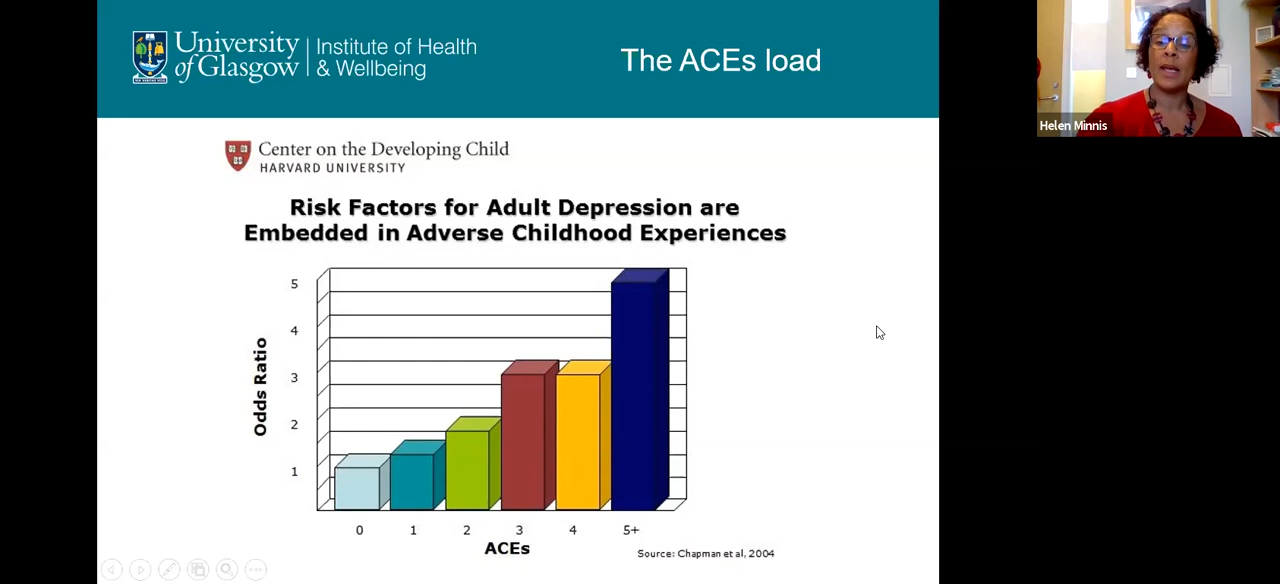 University
of Glasgow
Institute of Health
& Wellbeing
The ACEs load
Helen Minnis
Center on the Developing Child
HARVARD UNIVERSITY
Risk Factors for Adult Depression are
Embedded in Adverse Childhood Experiences
Odds Ratio
5
4
3
2
1
0 1 2 3 4 5+
ACEs
Source: Chapman et al, 2004